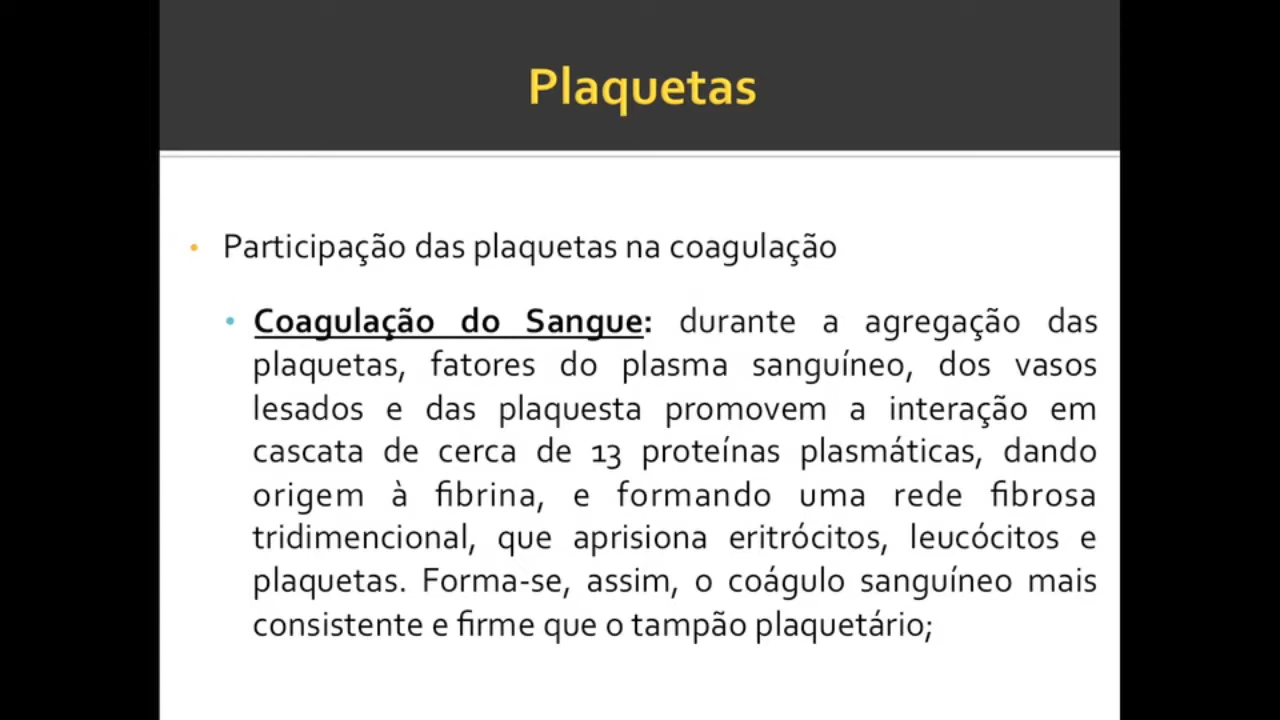 Plaquetas
• Participação das plaquetas na coagulação
• Coagulação do Sangue: durante a agregação das
plaquetas, fatores do plasma sanguíneo, dos vasos
lesados e das plaquesta promovem a interação em
cascata de cerca de 13 proteínas plasmáticas, dando
origem à fibrina, e formando uma rede fibrosa
tridimencional, que aprisiona eritrócitos, leucócitos e
plaquetas. Forma-se, assim, o coágulo sanguíneo mais
consistente e firme que o tampão plaquetário;